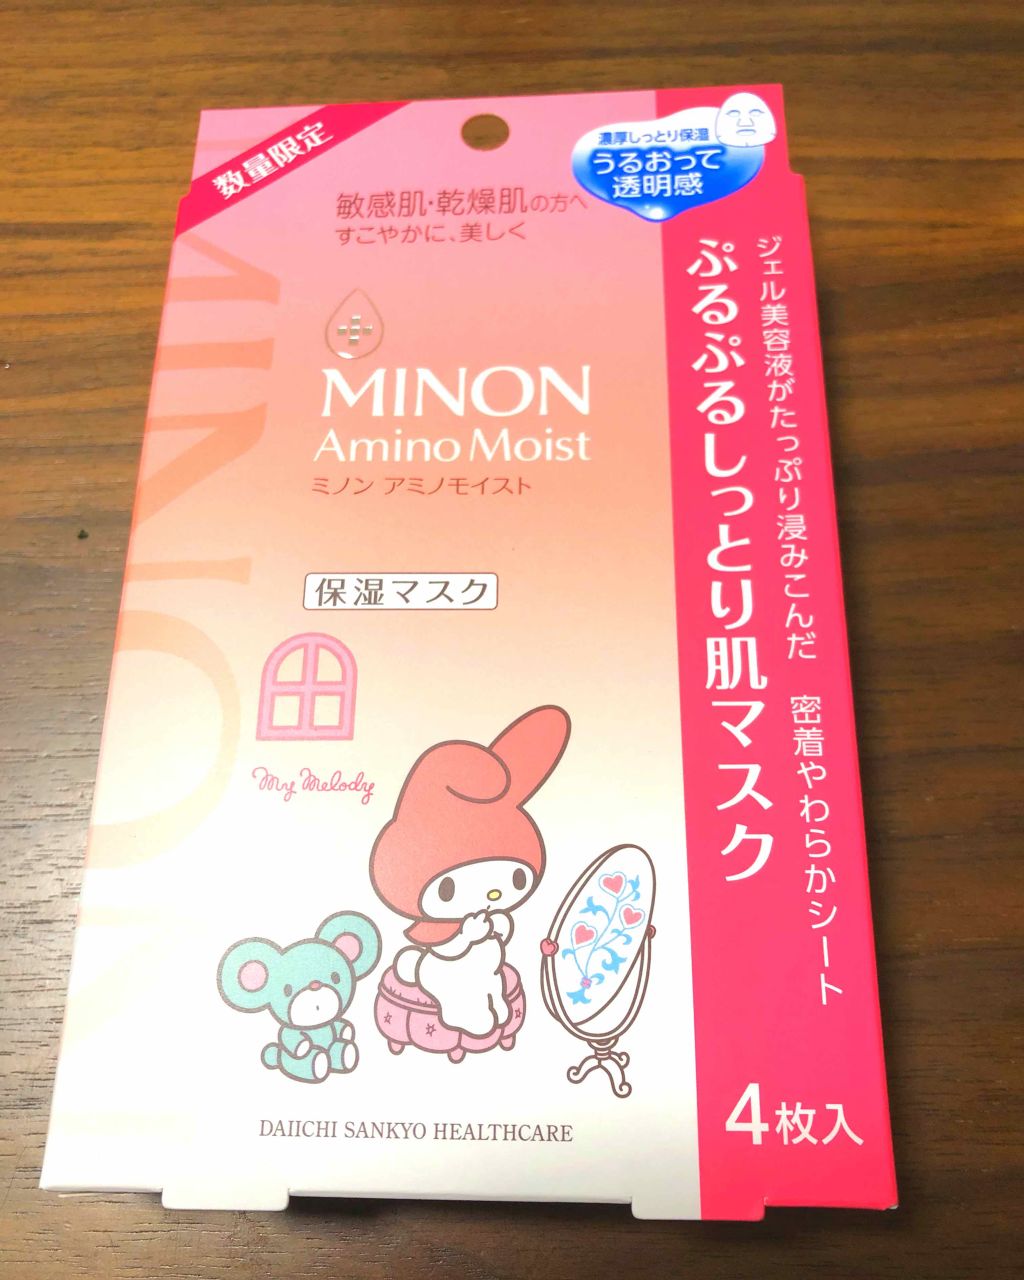 数量限定
敏感肌・乾燥肌の方へ
すこやかに、美しく
濃厚しっとり保湿
うるおって
透明感
MINON
MINON
Amino Moist
ミノン アミノモイスト
保湿マスク
My Melody
DAIICHI SANKYO HEALTHCARE
ジェル美容液がたっぷり浸みこんだ 密着やわらかシート
ぷるぷるしっとり肌マスク
4枚入